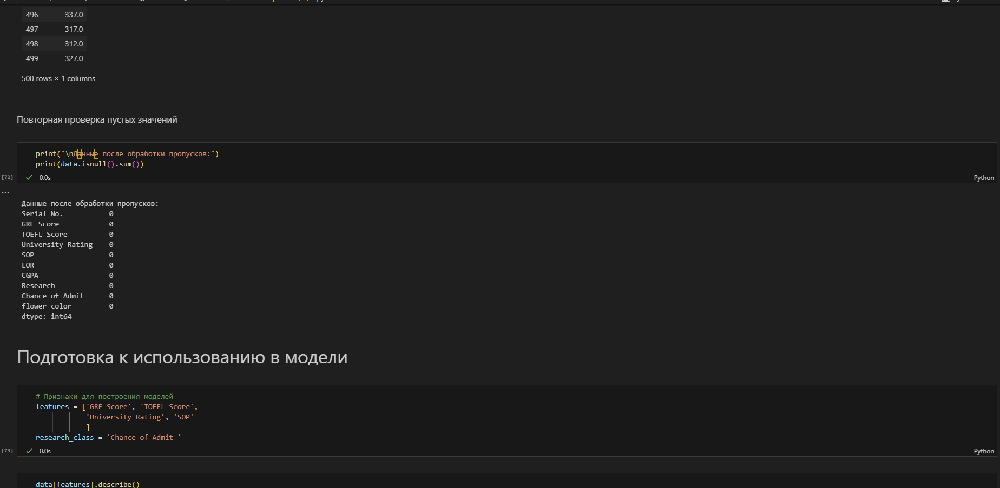 496 337.0
497 317.0
498 312.0
499 327.0
500 rows × 1 columns
Повторная проверка пустых значений
print("\nДанные после обработки пропусков:")
print(data.isnull().sum())
[72] 0.0s Python
...
Данные после обработки пропусков:
Serial No. 0
GRE Score 0
TOEFL Score 0
University Rating 0
SOP 0
LOR 0
CGPA 0
Research 0
Chance of Admit 0
flower_color 0
dtype: int64
Подготовка к использованию в модели
# Признаки для построения моделей
features = ['GRE Score', 'TOEFL Score',
'University Rating', 'SOP'
]
research_class = 'Chance of Admit '
[73] 0.0s Python
data[features].describe()